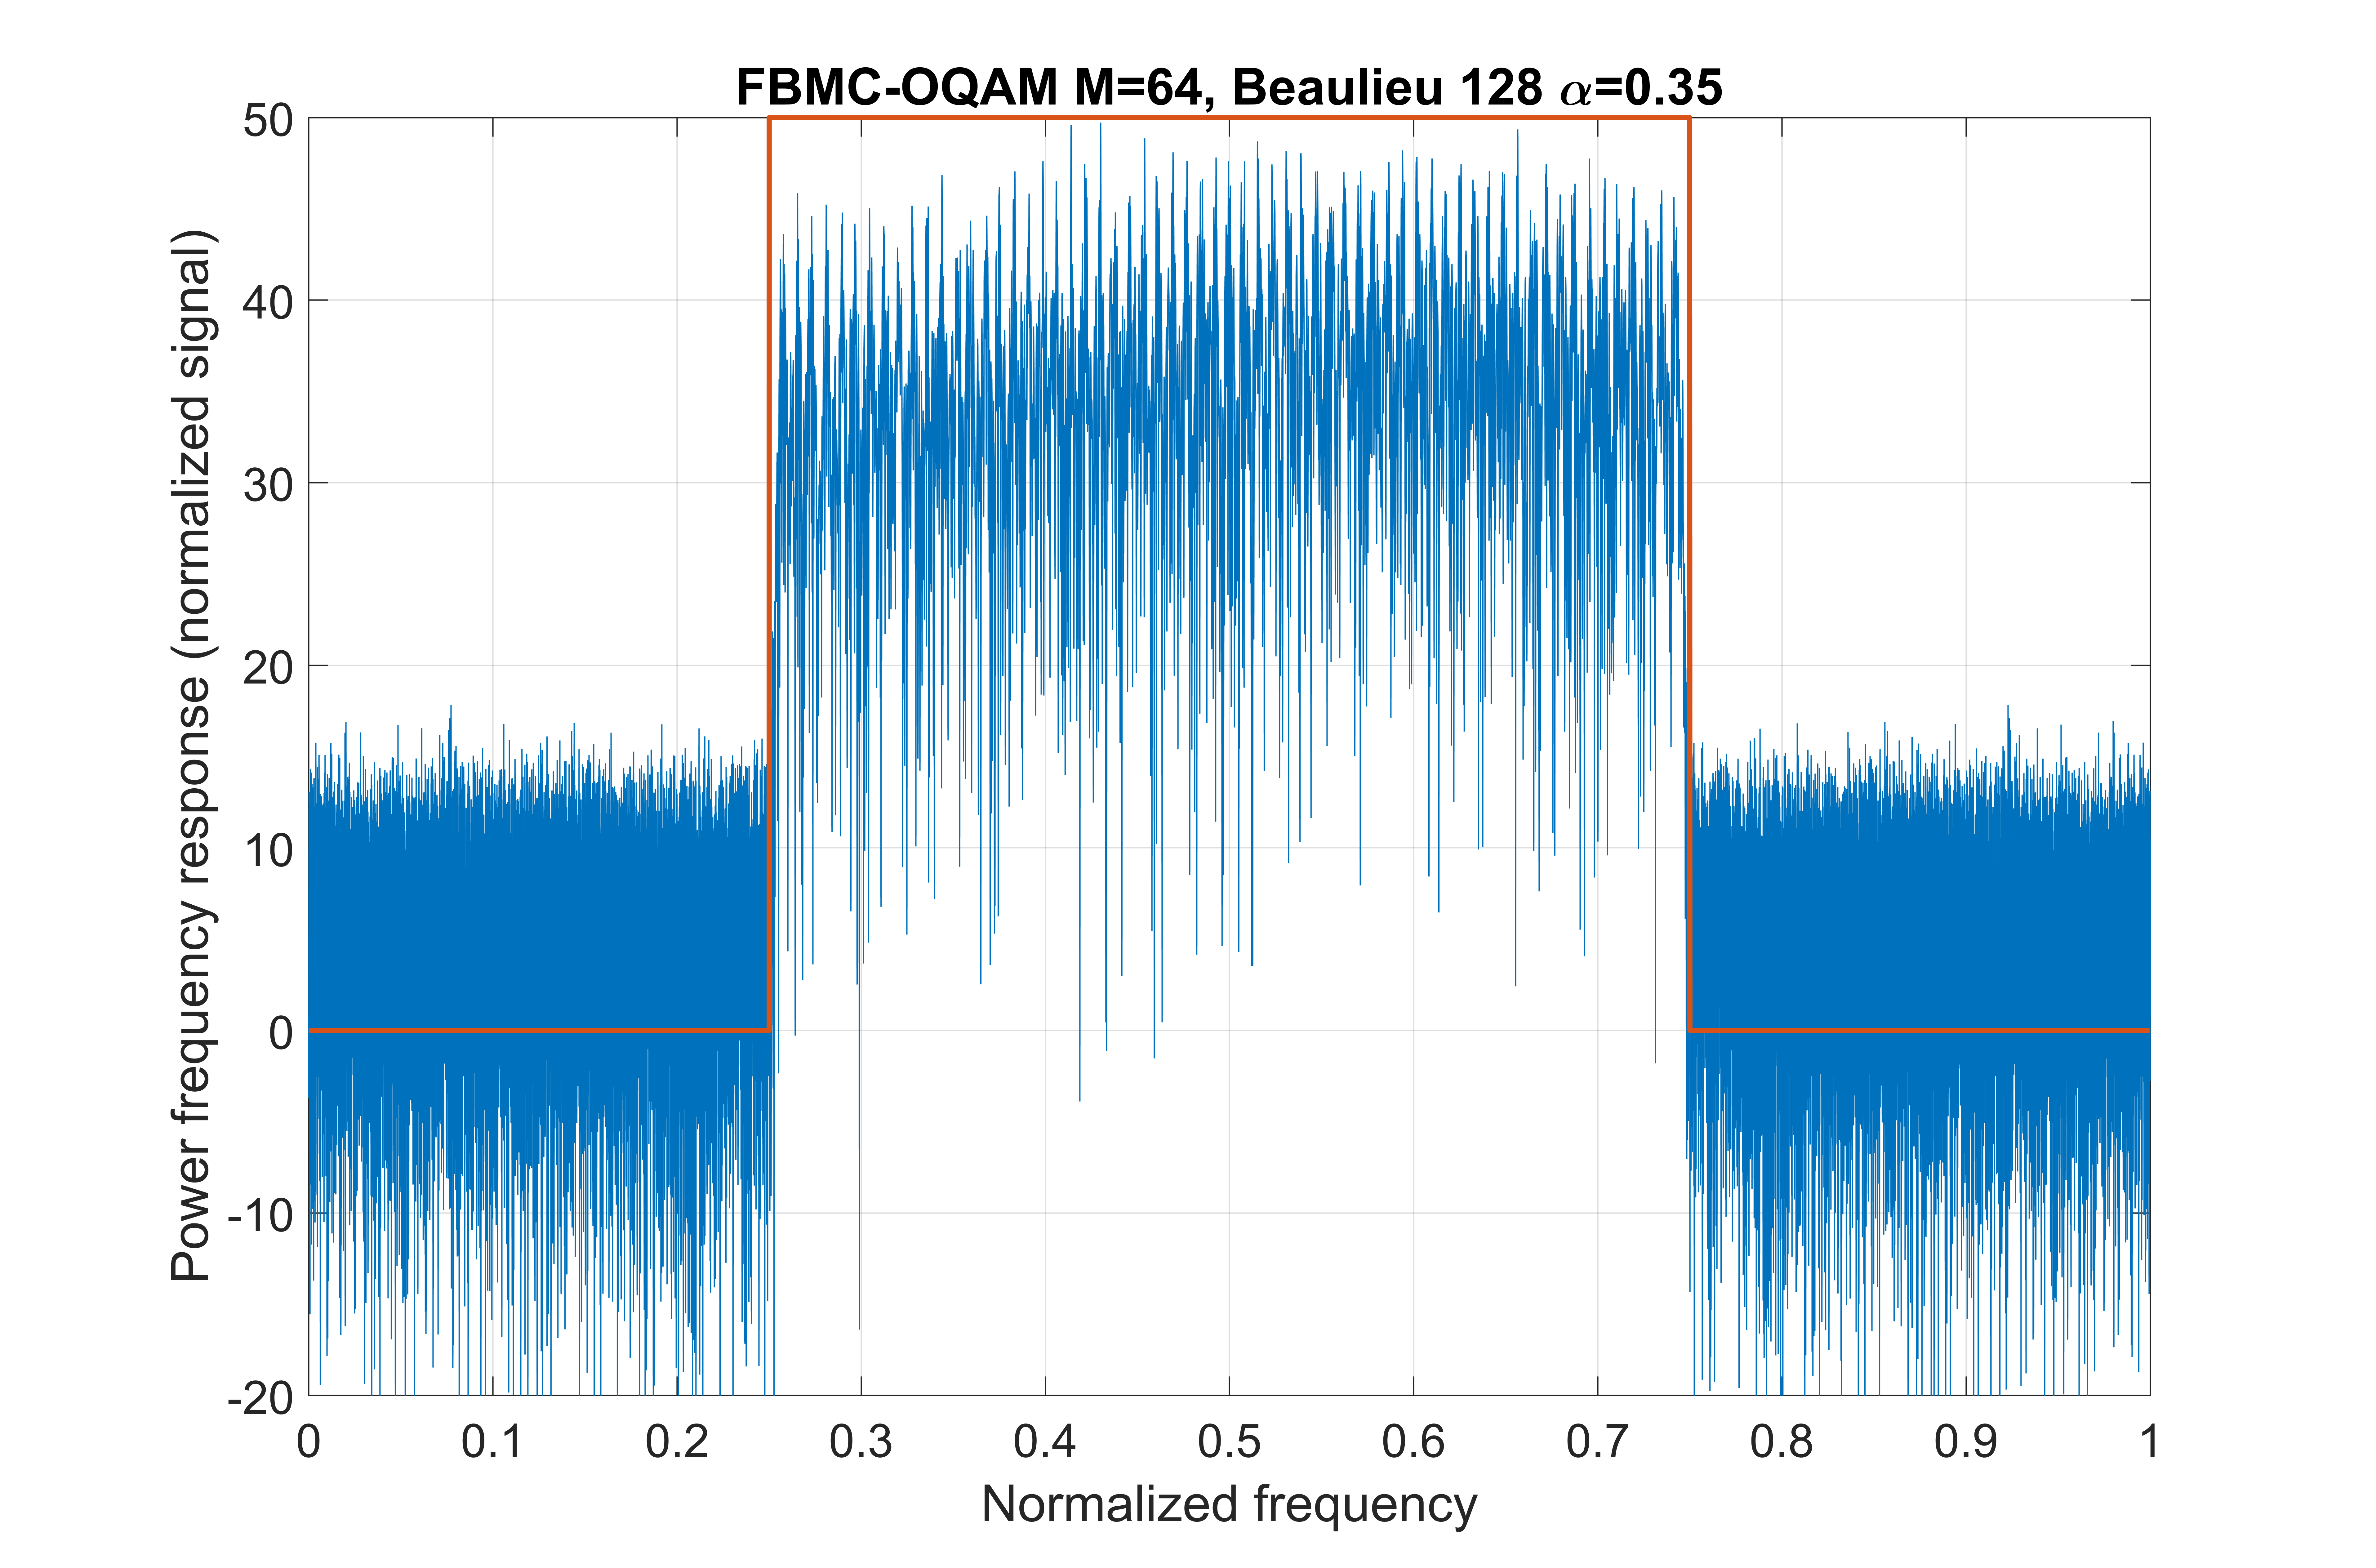 FBMC-OQAM M=64, Beaulieu 128 α=0.35
Power frequency response (normalized signal)
50
40
30
20
10
0
-10
-20
0 0.1 0.2 0.3 0.4 0.5 0.6 0.7 0.8 0.9 1
Normalized frequency